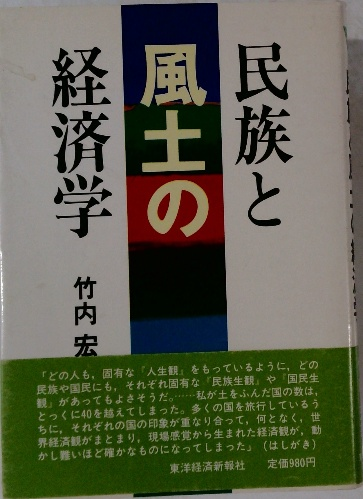 民族と
風土の
経済学
竹内 宏
「どの人も，固有な「人生観」をもっているように，どの
民族や国民にも，それぞれ固有な「民族生観」や「国民生
観」があってもよさそうだ。……私が土をふんだ国の数は，
とっくに40を越えてしまった。多くの国を旅行しているう
ちに，それぞれの国の印象が重なり合って，何となく，世
界経済観がまとまり，現場感覚から生まれた経済観が，動
かし難いほど確かなものになってしまった」(はしがき)
東洋経済新報社 定価980円